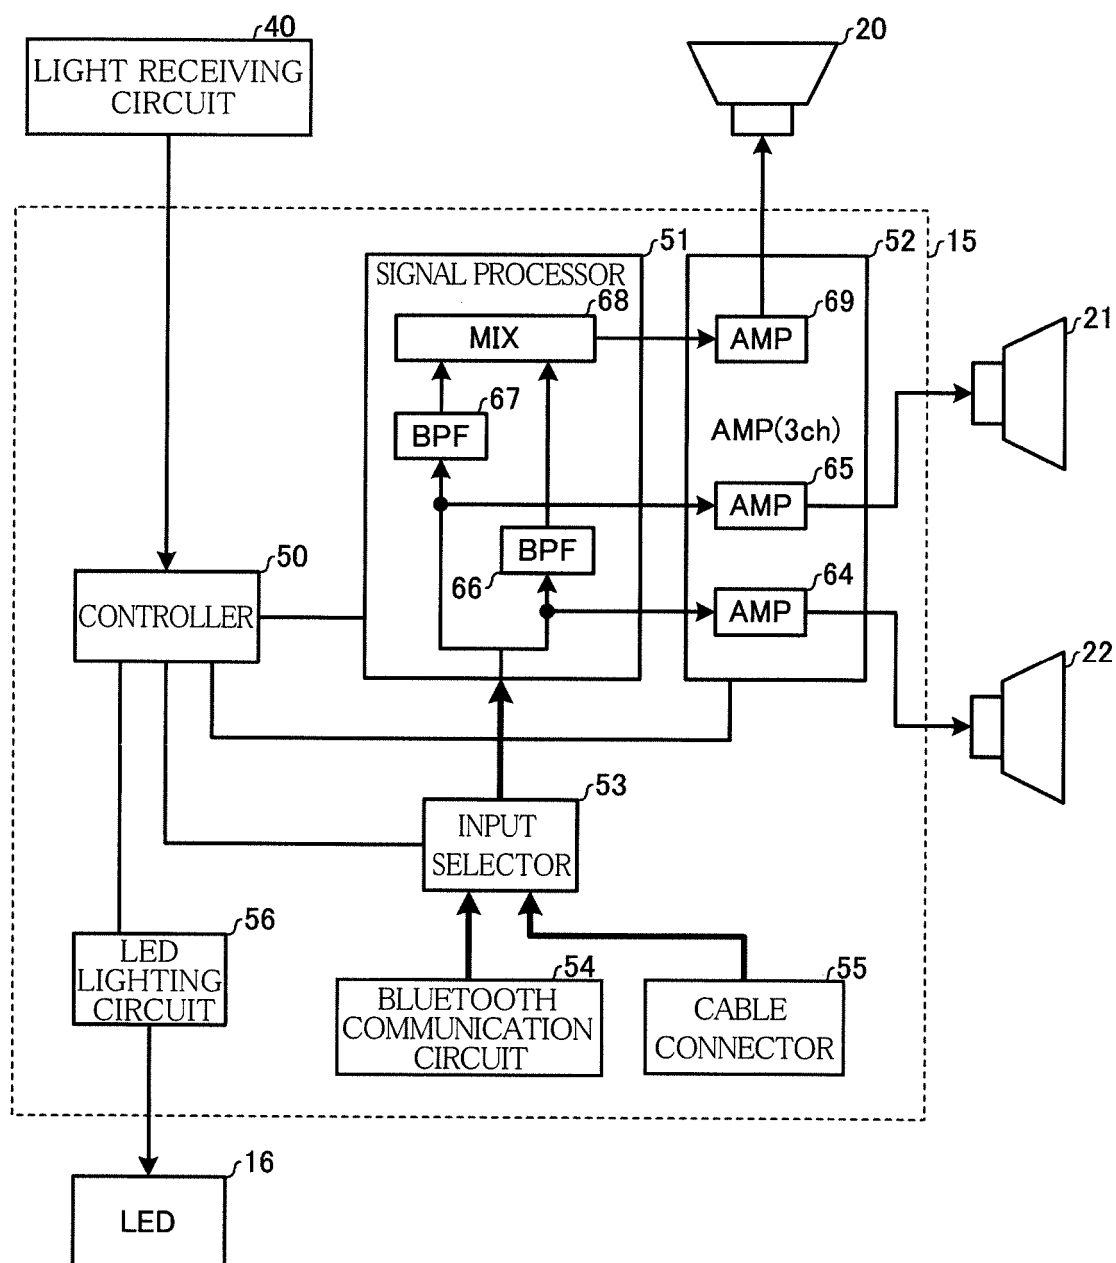 40
LIGHT RECEIVING
CIRCUIT
20
15
51
SIGNAL PROCESSOR
52
68
MIX
69
AMP
21
67
BPF
AMP(3ch)
65
AMP
50
CONTROLLER
BPF
66
64
AMP
22
53
INPUT
SELECTOR
56
LED
LIGHTING
CIRCUIT
54
BLUETOOTH
COMMUNICATION
CIRCUIT
55
CABLE
CONNECTOR
16
LED